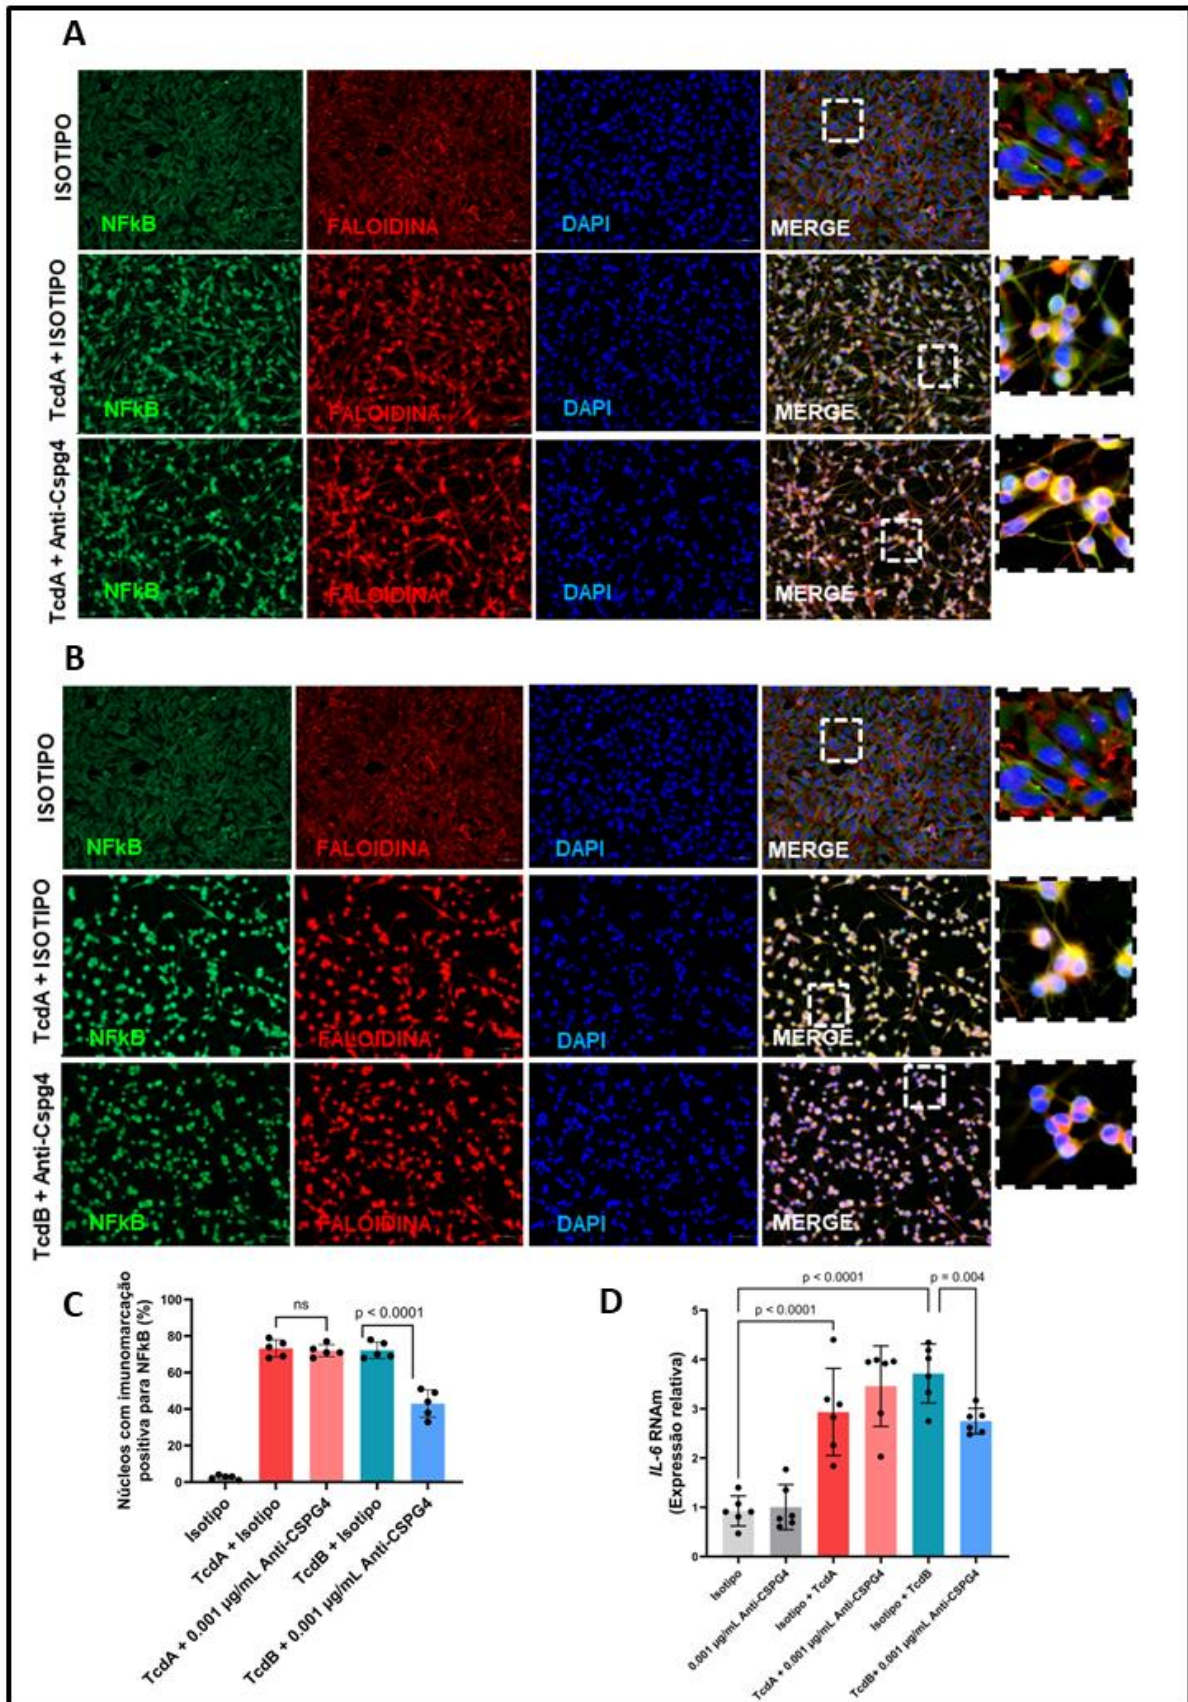 A
ISOTIPO
NFkB
FALOIDINA
DAPI
MERGE
TcdA + ISOTIPO
NFkB
FALOIDINA
DAPI
MERGE
TcdA + Anti-Cspg4
NFkB
FALOIDINA
DAPI
MERGE
B
ISOTIPO
NFkB
FALOIDINA
DAPI
MERGE
TcdA + ISOTIPO
NFkB
FALOIDINA
DAPI
MERGE
TcdB + Anti-Cspg4
NFkB
FALOIDINA
DAPI
MERGE
C
Núcleos com imunomarcação
positiva para NFkB (%)
100
80
60
40
20
0
ns
p < 0.0001
Isotipo
TcdA + Isotipo
TcdA + 0.001 µg/mL Anti-CSPG4
TcdB + Isotipo
TcdB + 0.001 µg/mL Anti-CSPG4
D
IL-6 RNAm
(Expressão relativa)
5
4
3
2
1
0
p < 0.0001
p = 0.004
p < 0.0001
Isotipo
0.001 µg/mL Anti-CSPG4
Isotipo + TcdA
TcdA + 0.001 µg/mL Anti-CSPG4
Isotipo + TcdB
TcdB+ 0.001 µg/mL Anti-CSPG4